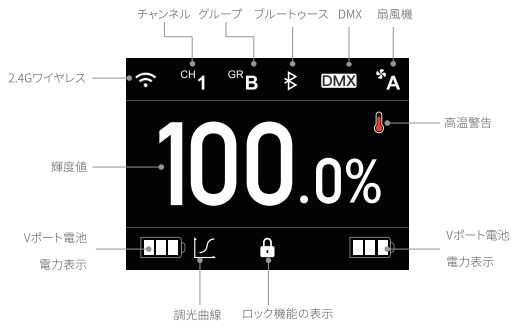 チャンネル グループ ブルートゥース DMX 扇風機
2.4Gワイヤレス
CH 1 GR B DMX A
高温警告
輝度値
100.0%
Vポート電池
電力表示
Vポート電池
電力表示
調光曲線
ロック機能の表示